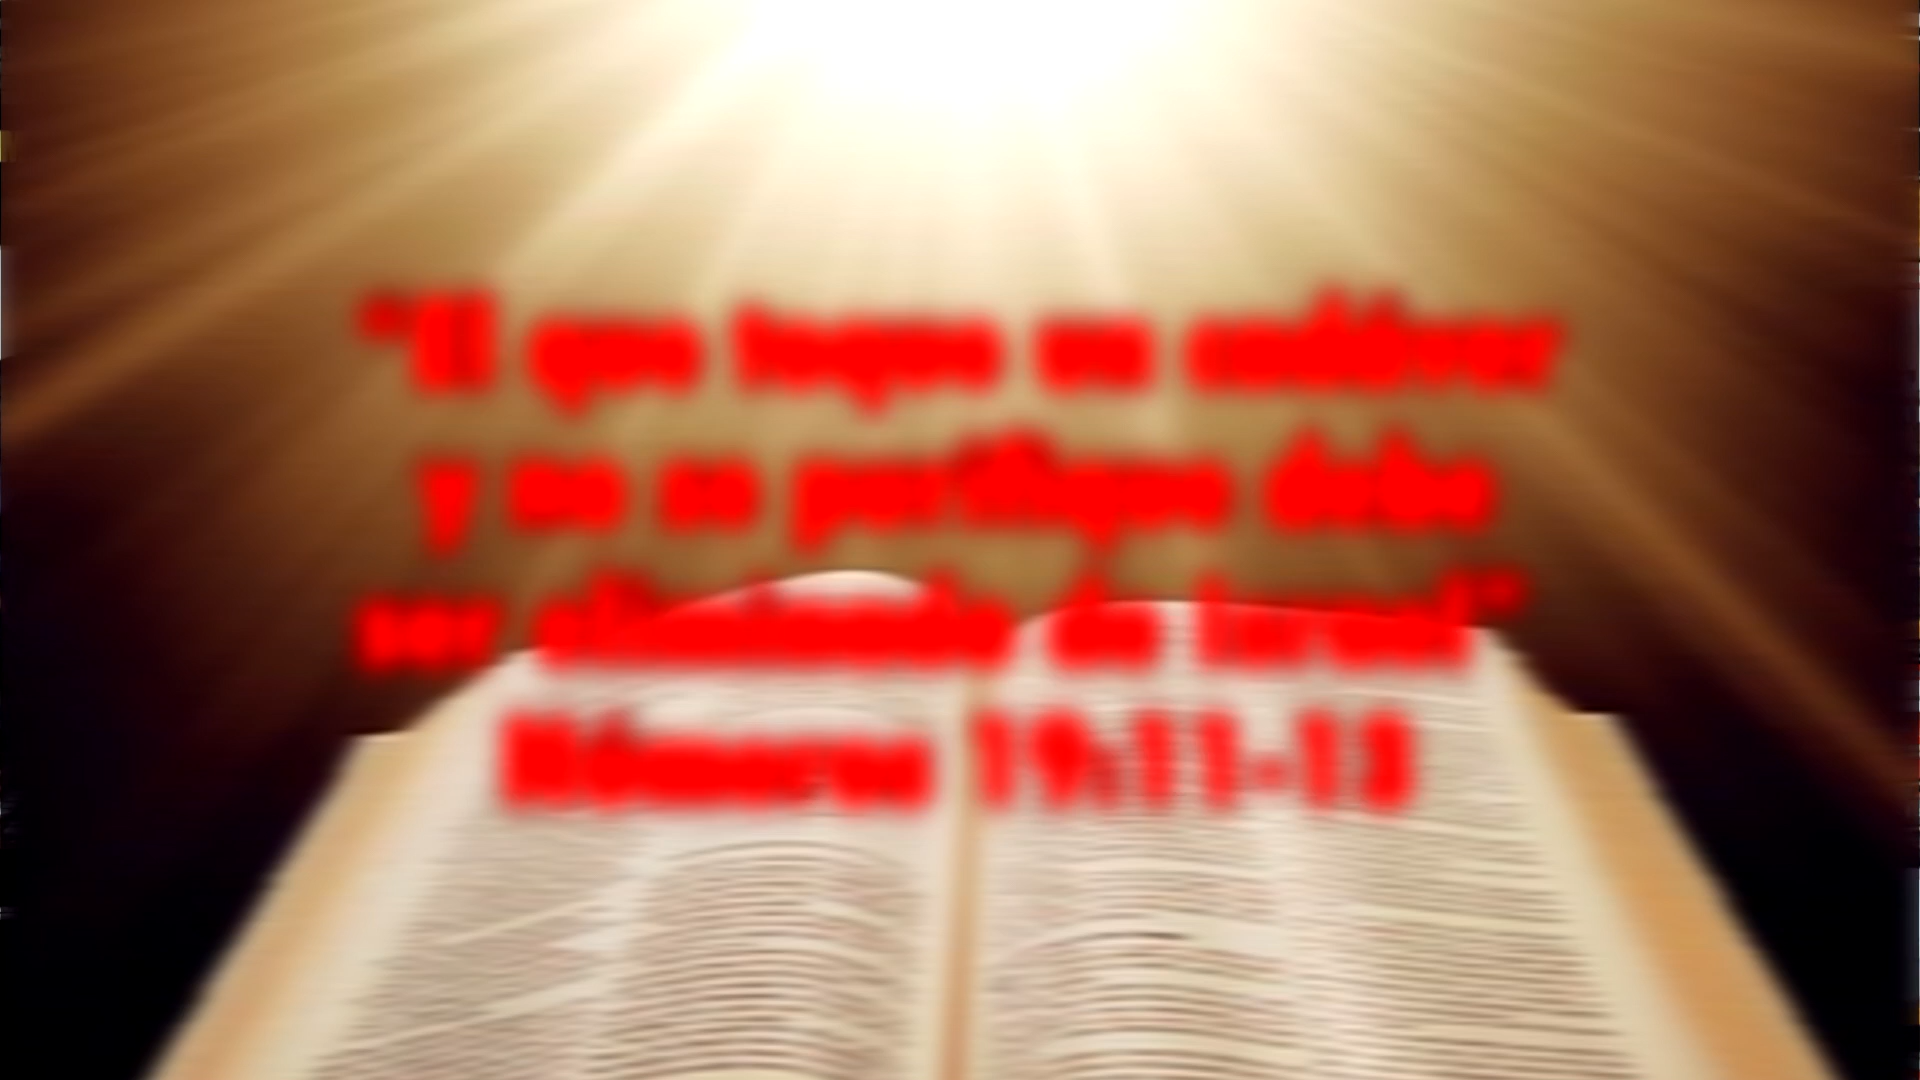 "El que toque un cadáver
y no se purifique debe
ser eliminado de Israel"
Números 19:11-13